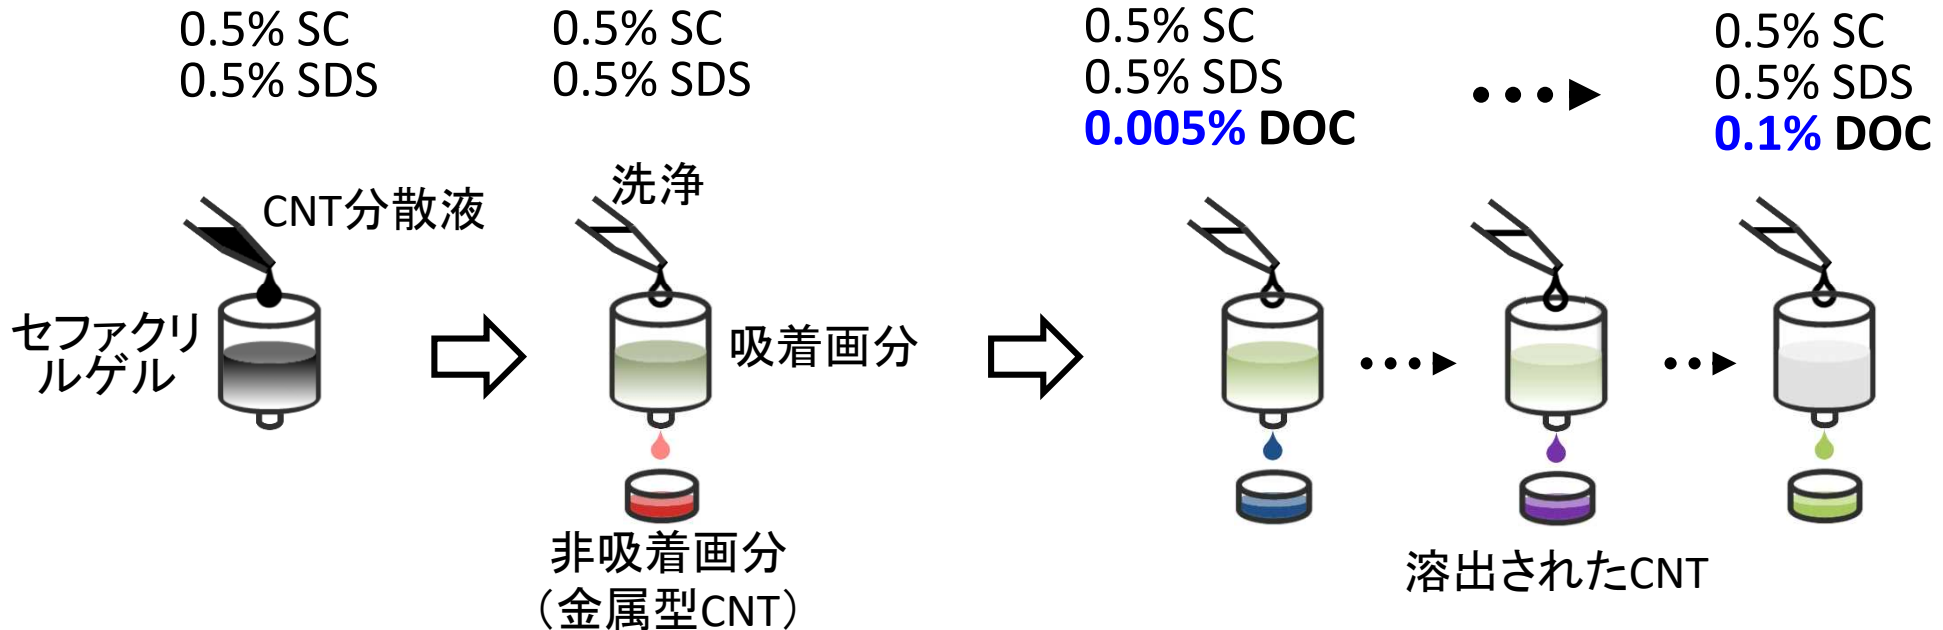 0.5% SC
0.5% SDS
0.5% SC
0.5% SDS
0.5% SC
0.5% SDS
0.005% DOC
0.5% SC
0.5% SDS
0.1% DOC
CNT分散液
洗浄
セファクリ
ルゲル
吸着画分
非吸着画分
（金属型CNT）
溶出されたCNT